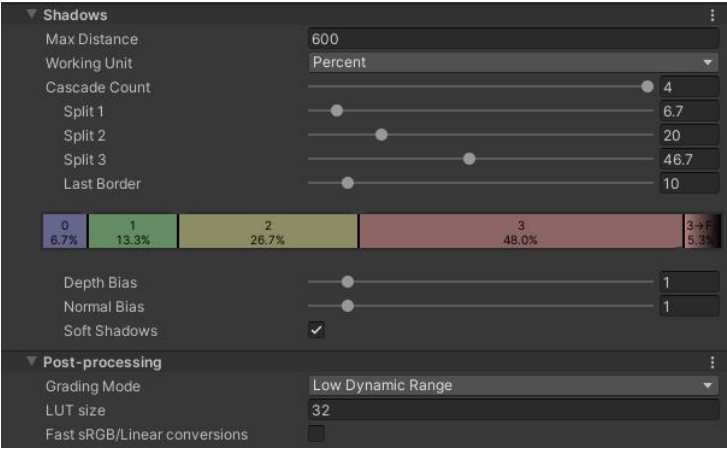 Shadows
Max Distance 600
Working Unit Percent
Cascade Count 4
Split 1 6.7
Split 2 20
Split 3 46.7
Last Border 10
0 1 2 3 3→F
6.7% 13.3% 26.7% 48.0% 5.3%
Depth Bias 1
Normal Bias 1
Soft Shadows
Post-processing
Grading Mode Low Dynamic Range
LUT size 32
Fast sRGB/Linear conversions